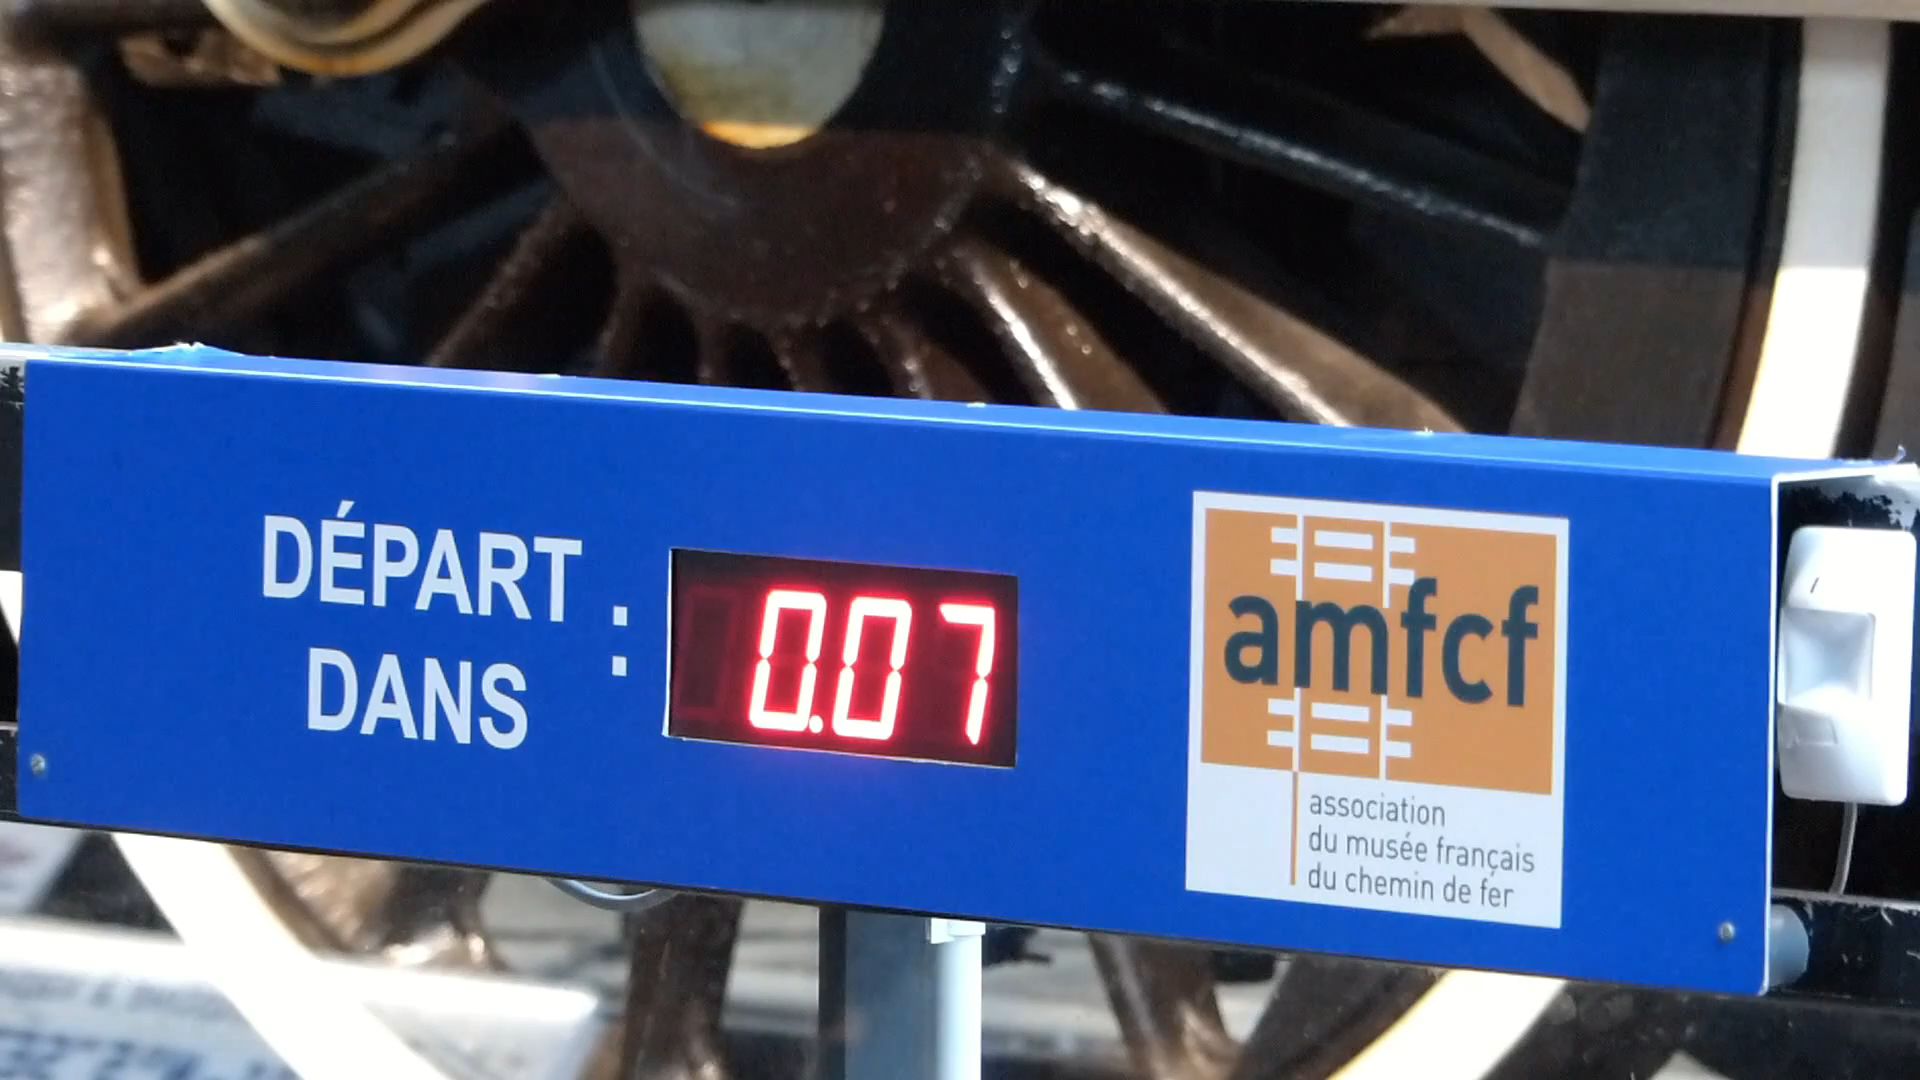 DÉPART
DANS
:
0.07
amfcf
association
du musée français
du chemin de fer